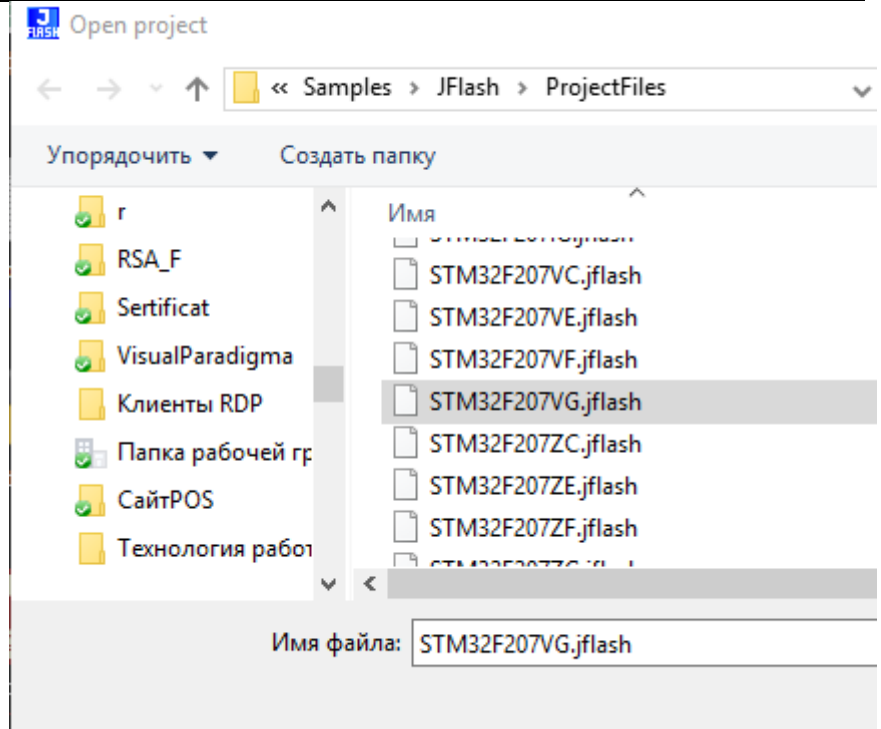 J
FLASH
Open project
« Samples > JFlash > ProjectFiles
Упорядочить
Создать папку
r
RSA_F
Sertificat
VisualParadigma
Клиенты RDP
Папка рабочей гр
СайтPOS
Технология работ
Имя
STM32F207VC.jflash
STM32F207VE.jflash
STM32F207VF.jflash
STM32F207VG.jflash
STM32F207ZC.jflash
STM32F207ZE.jflash
STM32F207ZF.jflash
Имя файла: STM32F207VG.jflash